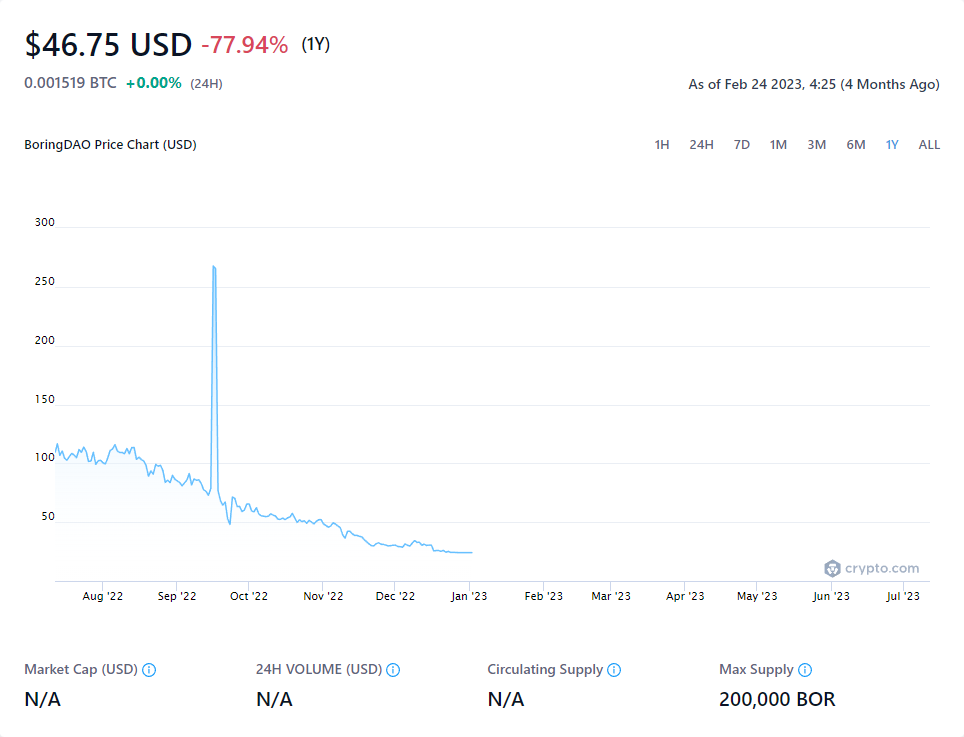 $46.75 USD -77.94% (1Y)
0.001519 BTC +0.00% (24H)
As of Feb 24 2023, 4:25 (4 Months Ago)
BoringDAO Price Chart (USD)
1H 24H 7D 1M 3M 6M 1Y ALL
300
250
200
150
100
50
crypto.com
Aug '22 Sep '22 Oct '22 Nov '22 Dec '22 Jan '23 Feb '23 Mar '23 Apr '23 May '23 Jun '23 Jul '23
Market Cap (USD) 24H VOLUME (USD) Circulating Supply Max Supply
N/A N/A N/A 200,000 BOR